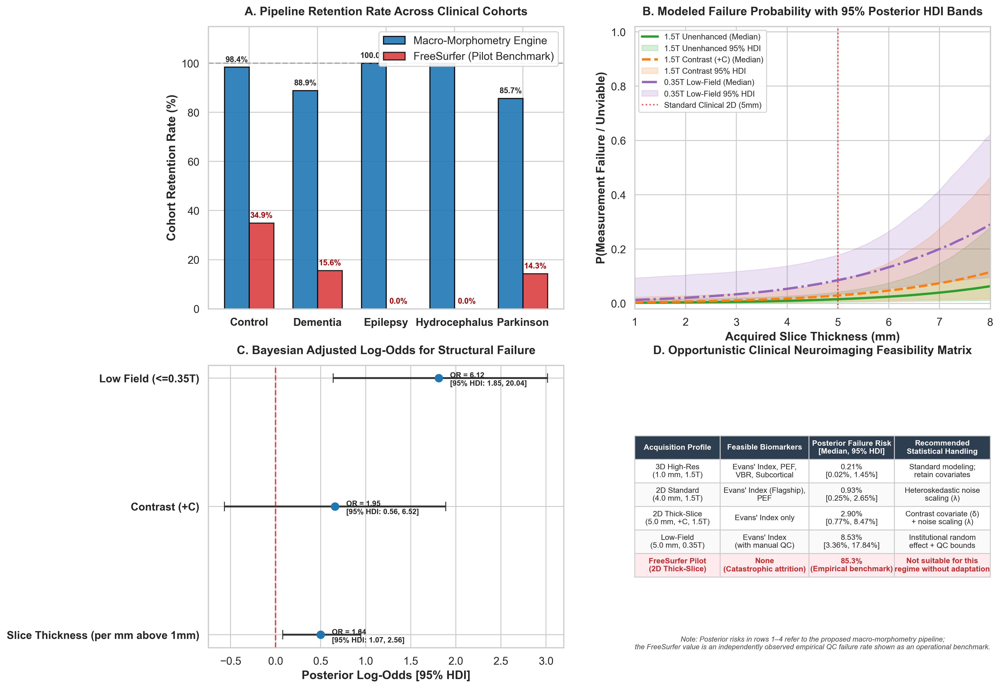 A. Pipeline Retention Rate Across Clinical Cohorts
Cohort Retention Rate (%)
100
80
60
40
20
0
98.4%
34.9%
88.9%
15.6%
0.0%
0.0%
85.7%
14.3%
Macro-Morphometry Engine
FreeSurfer (Pilot Benchmark)
Control
Dementia
Epilepsy
Hydrocephalus
Parkinson
B. Modeled Failure Probability with 95% Posterior HDI Bands
P(Measurement Failure / Unviable)
1.0
0.8
0.6
0.4
0.2
0.0
1.5T Unenhanced (Median)
1.5T Unenhanced 95% HDI
1.5T Contrast (+C) (Median)
1.5T Contrast 95% HDI
0.35T Low-Field (Median)
0.35T Low-Field 95% HDI
Standard Clinical 2D (5mm)
1
2
3
4
5
6
7
8
Acquired Slice Thickness (mm)
C. Bayesian Adjusted Log-Odds for Structural Failure
Low Field (<=0.35T)
OR = 6.12
[95% HDI: 1.85, 20.04]
Contrast (+C)
OR = 1.95
[95% HDI: 0.56, 6.52]
Slice Thickness (per mm above 1mm)
OR = 1.64
[95% HDI: 1.07, 2.56]
−0.5
0.0
0.5
1.0
1.5
2.0
2.5
3.0
Posterior Log-Odds [95% HDI]
D. Opportunistic Clinical Neuroimaging Feasibility Matrix
Acquisition Profile
Feasible Biomarkers
Posterior Failure Risk
[Median, 95% HDI]
Recommended
Statistical Handling
3D High-Res
(1.0 mm, 1.5T)
Evans' Index, PEF,
VBR, Subcortical
0.21%
[0.02%, 1.45%]
Standard modeling;
retain covariates
2D Standard
(4.0 mm, 1.5T)
Evans' Index (Flagship),
PEF
0.93%
[0.25%, 2.65%]
Heteroskedastic noise
scaling (λ)
2D Thick-Slice
(5.0 mm, +C, 1.5T)
Evans' Index only
2.90%
[0.77%, 8.47%]
Contrast covariate (δ)
+ noise scaling (λ)
Low-Field
(5.0 mm, 0.35T)
Evans' Index
(with manual QC)
8.53%
[3.36%, 17.84%]
Institutional random
effect + QC bounds
FreeSurfer Pilot
(2D Thick-Slice)
None
(Catastrophic attrition)
85.3%
(Empirical benchmark)
Not suitable for this
regime without adaptation
Note: Posterior risks in rows 1–4 refer to the proposed macro-morphometry pipeline;
the FreeSurfer value is an independently observed empirical QC failure rate shown as an operational benchmark.